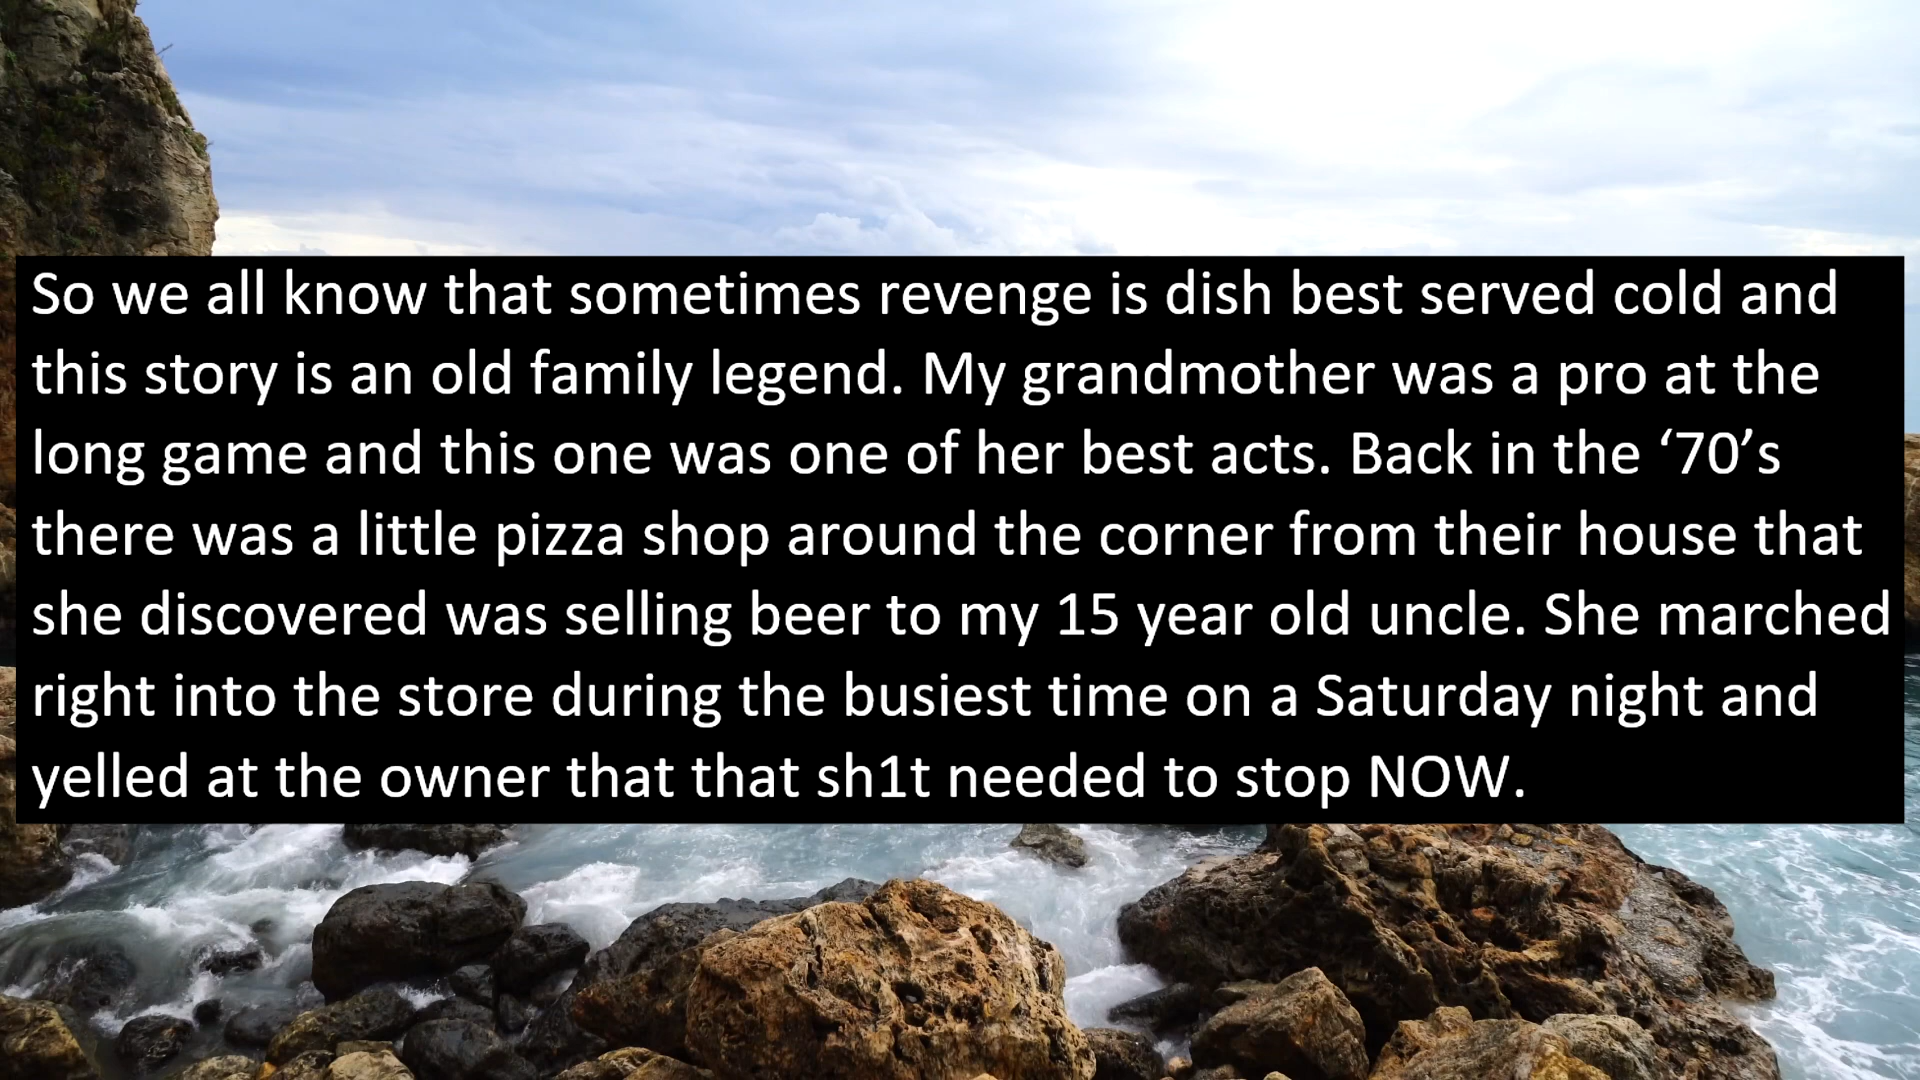 So we all know that sometimes revenge is dish best served cold and
this story is an old family legend. My grandmother was a pro at the
long game and this one was one of her best acts. Back in the ‘70’s
there was a little pizza shop around the corner from their house that
she discovered was selling beer to my 15 year old uncle. She marched
right into the store during the busiest time on a Saturday night and
yelled at the owner that that sh1t needed to stop NOW.